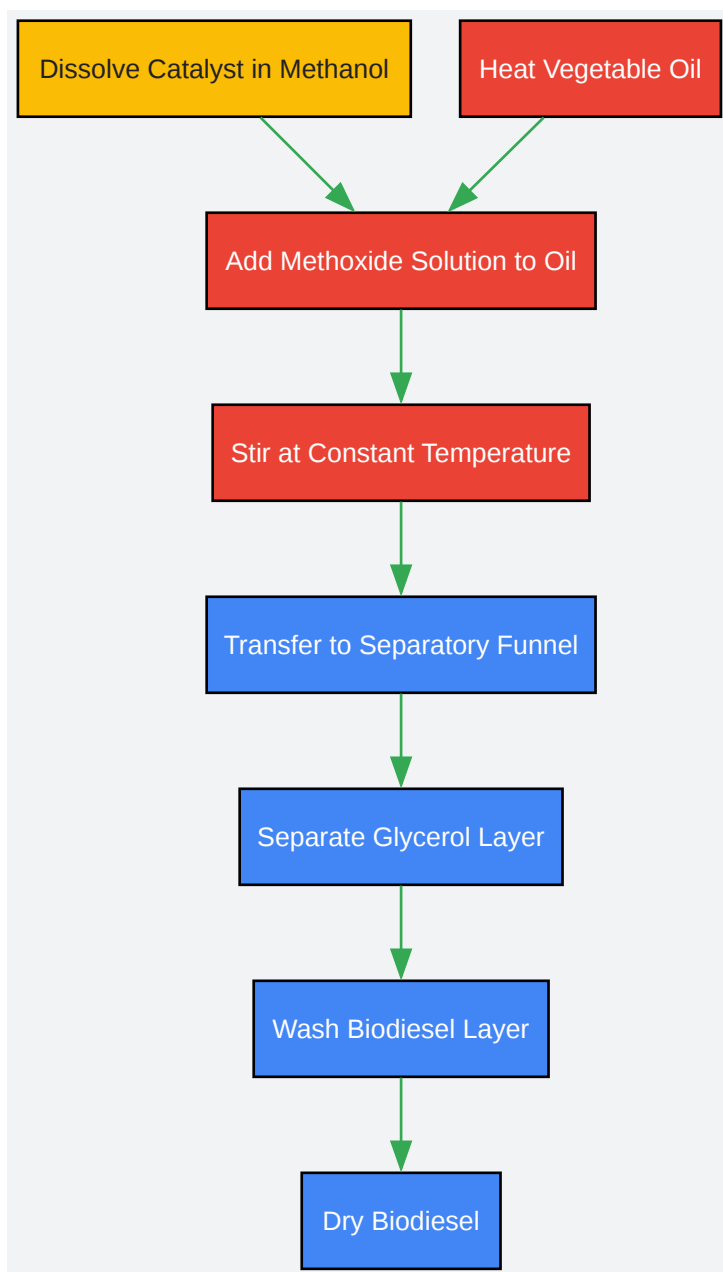 Dissolve Catalyst in Methanol
Heat Vegetable Oil
Add Methoxide Solution to Oil
Stir at Constant Temperature
Transfer to Separatory Funnel
Separate Glycerol Layer
Wash Biodiesel Layer
Dry Biodiesel